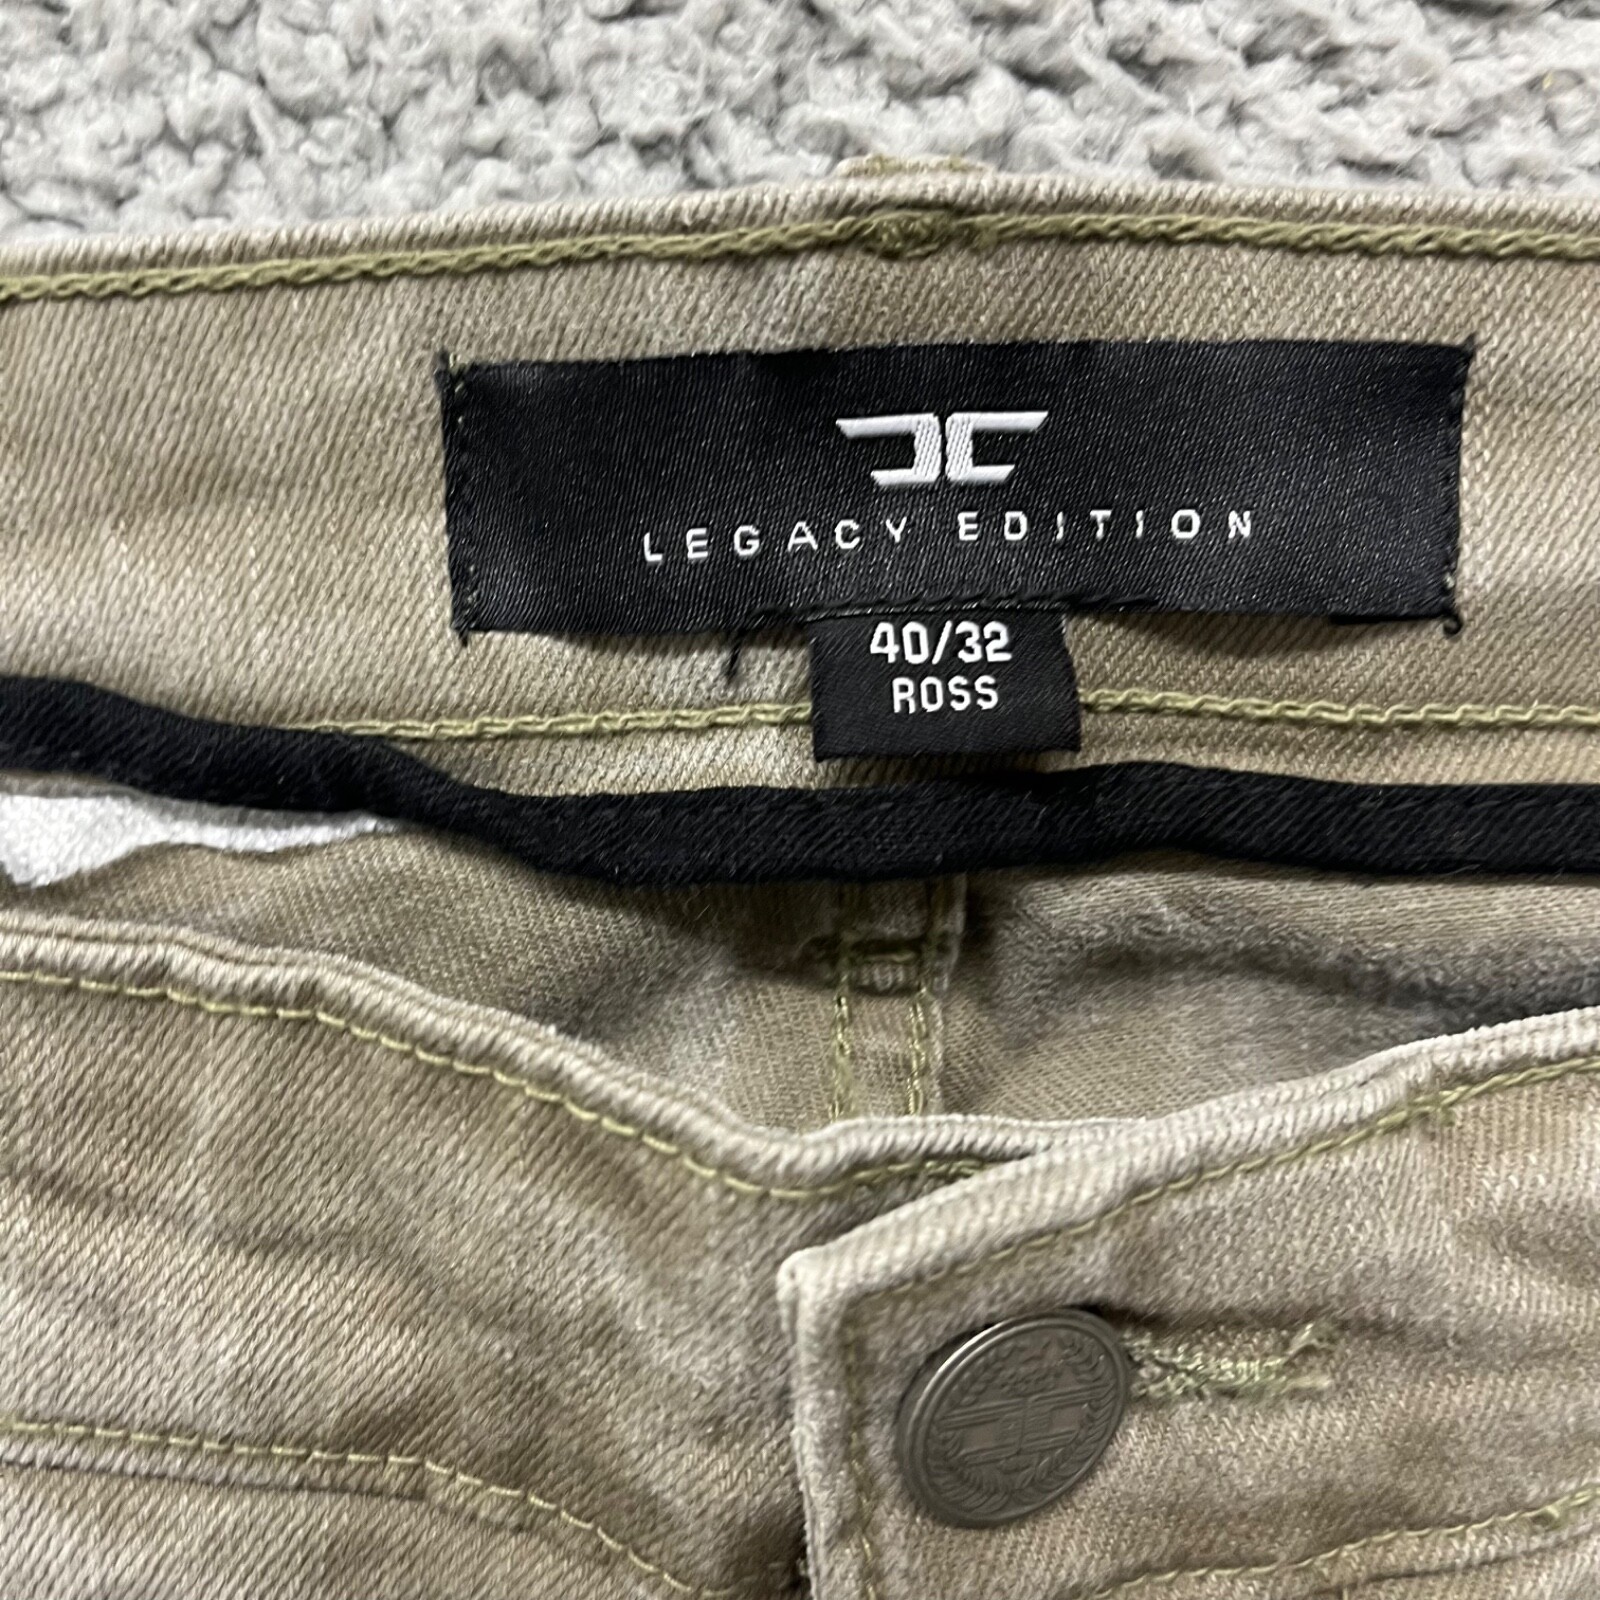 LEGACY EDITION
40/32
ROSS